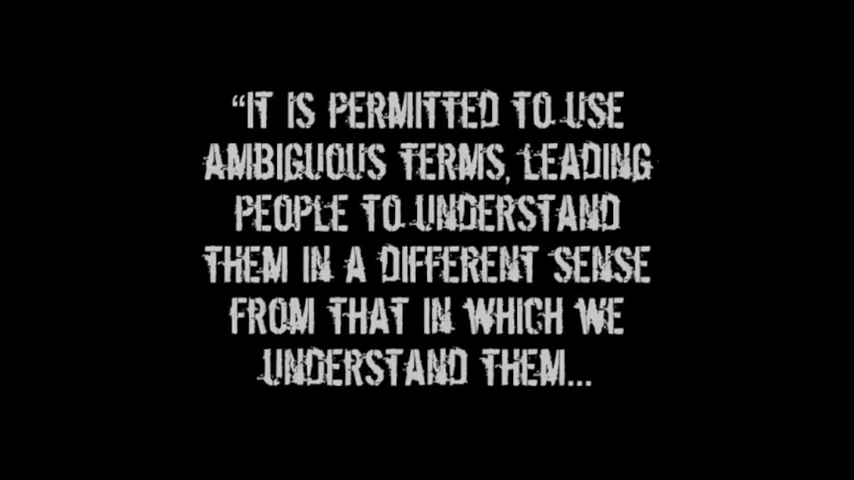 “IT IS PERMITTED TO USE
AMBIGUOUS TERMS, LEADING
PEOPLE TO UNDERSTAND
THEM IN A DIFFERENT SENSE
FROM THAT IN WHICH WE
UNDERSTAND THEM...